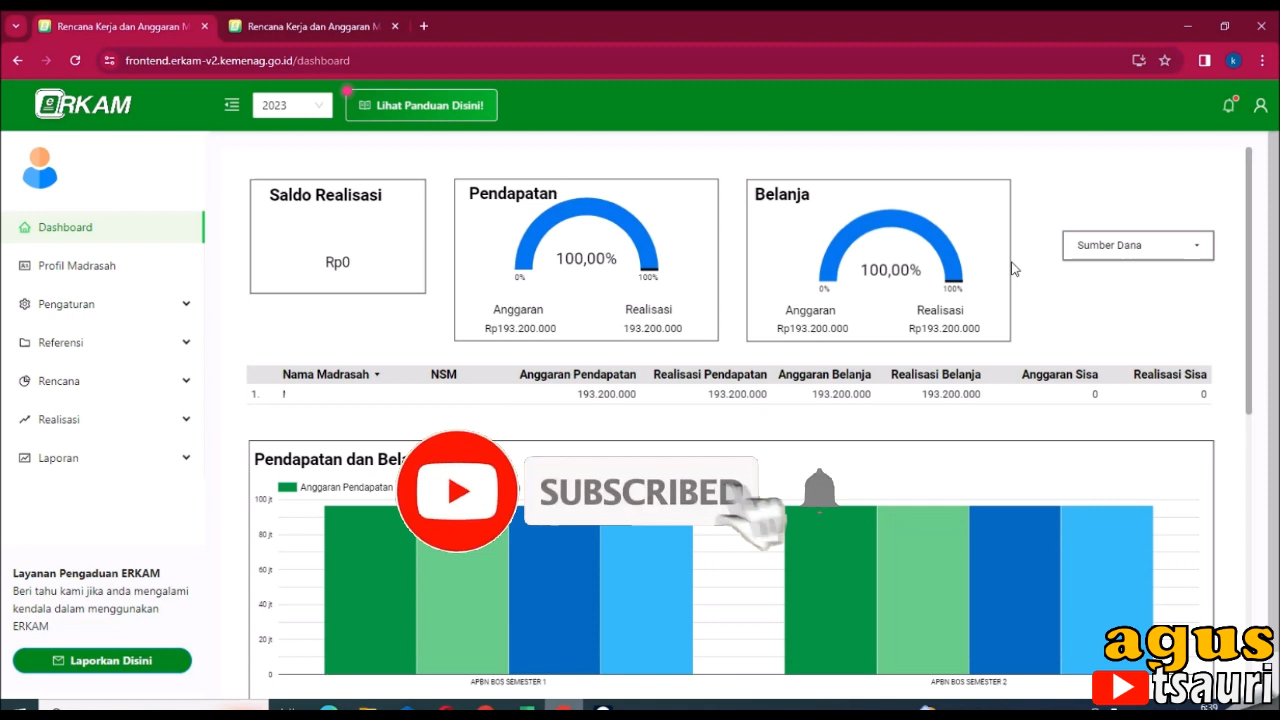 Rencana Kerja dan Anggaran M
Rencana Kerja dan Anggaran M
frontend.erkam-v2.kemenag.go.id/dashboard
k
eRKAM
2023
Lihat Panduan Disini!
Dashboard
Profil Madrasah
Pengaturan
Referensi
Rencana
Realisasi
Laporan
Layanan Pengaduan ERKAM
Beri tahu kami jika anda mengalami
kendala dalam menggunakan
ERKAM
Laporkan Disini
Saldo Realisasi
Rp0
Pendapatan
100,00%
0% 100%
Anggaran Realisasi
Rp193.200.000 193.200.000
Belanja
100,00%
0% 100%
Anggaran Realisasi
Rp193.200.000 Rp193.200.000
Sumber Dana
Nama Madrasah NSM Anggaran Pendapatan Realisasi Pendapatan Anggaran Belanja Realisasi Belanja Anggaran Sisa Realisasi Sisa
1. 193.200.000 193.200.000 193.200.000 193.200.000 0 0
Pendapatan dan
Anggaran Pendapatan
SUBSCRIBED
100 jt
80 jt
60 jt
40 jt
20 jt
0
APBN BOS SEMESTER 1 APBN BOS SEMESTER 2
agus
tsauri